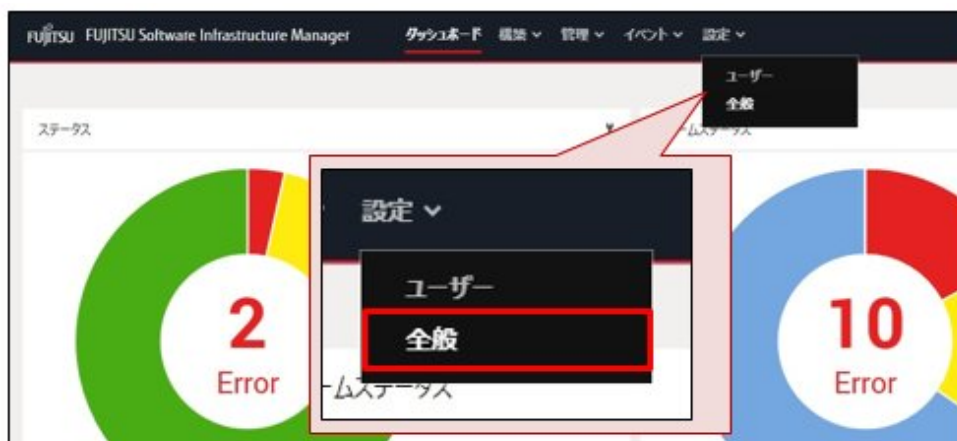 FUJITSU FUJITSU Software Infrastructure Manager ダッシュボード 構築 管理 イベント 設定
ユーザー
全般
ステータス
ームステータス
設定
ユーザー
全般
ームステータス
2
Error
10
Error